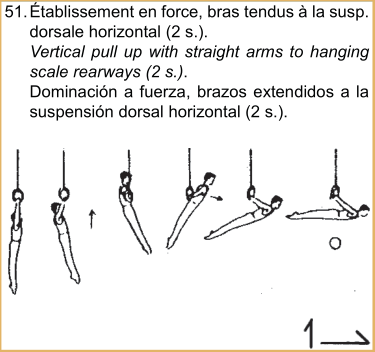 51. Établissement en force, bras tendus à la susp.
dorsale horizontal (2 s.).
Vertical pull up with straight arms to hanging
scale rearways (2 s.).
Dominación a fuerza, brazos extendidos a la
suspensión dorsal horizontal (2 s.).
1